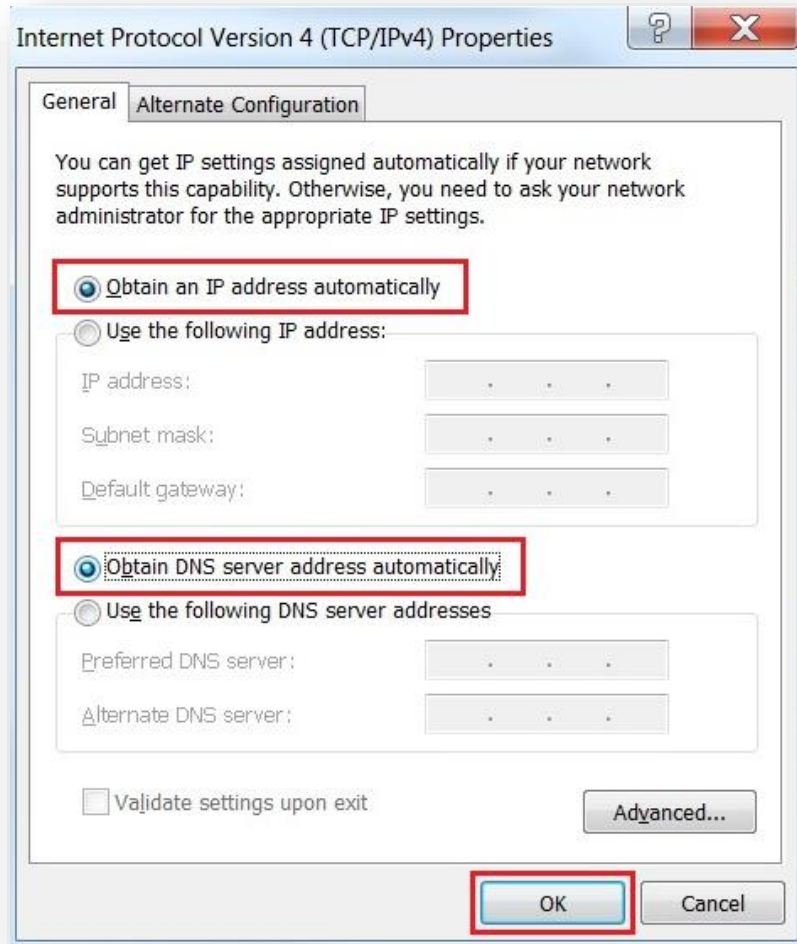 Internet Protocol Version 4 (TCP/IPv4) Properties
General
Alternate Configuration
You can get IP settings assigned automatically if your network
supports this capability. Otherwise, you need to ask your network
administrator for the appropriate IP settings.
Obtain an IP address automatically
Use the following IP address:
IP address:
Subnet mask:
Default gateway:
Obtain DNS server address automatically
Use the following DNS server addresses
Preferred DNS server:
Alternate DNS server:
Validate settings upon exit
Advanced...
OK
Cancel